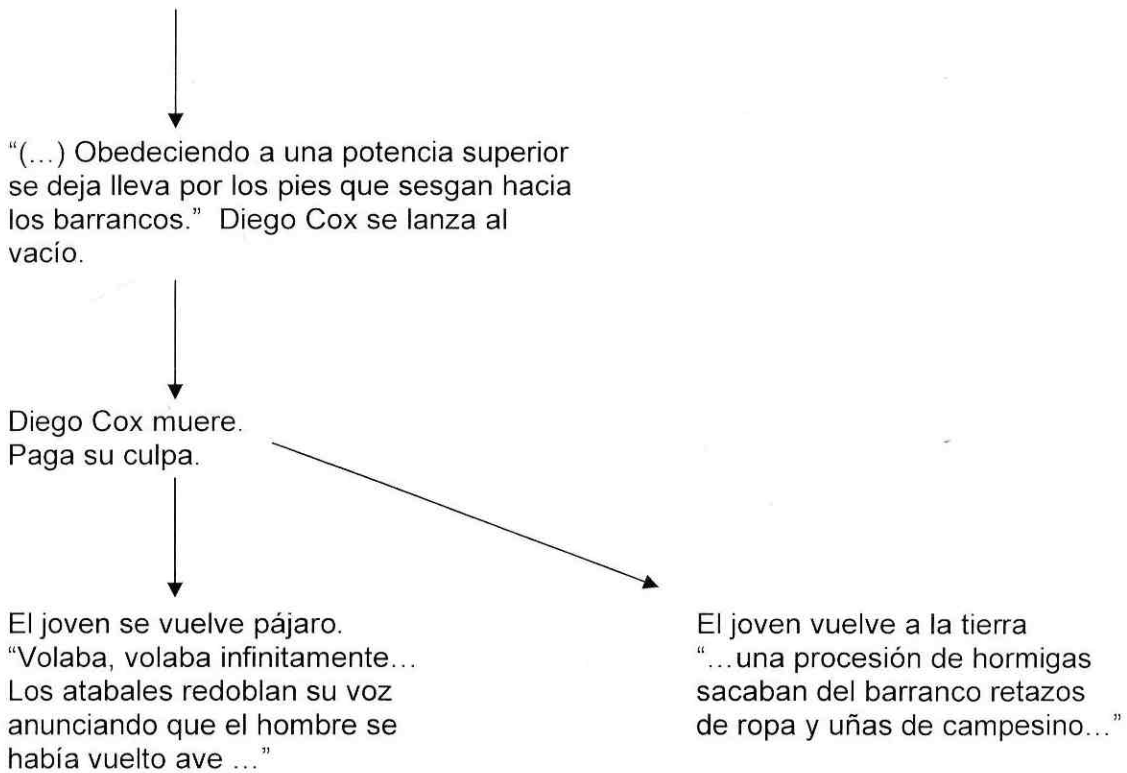 “(…) Obedeciendo a una potencia superior
se deja lleva por los pies que sesgan hacia
los barrancos.”  Diego Cox se lanza al
vacío.
Diego Cox muere.
Paga su culpa.
El joven se vuelve pájaro.
“Volaba, volaba infinitamente…
Los atabales redoblan su voz
anunciando que el hombre se
había vuelto ave …”
El joven vuelve a la tierra
“…una procesión de hormigas
sacaban del barranco retazos
de ropa y uñas de campesino…”